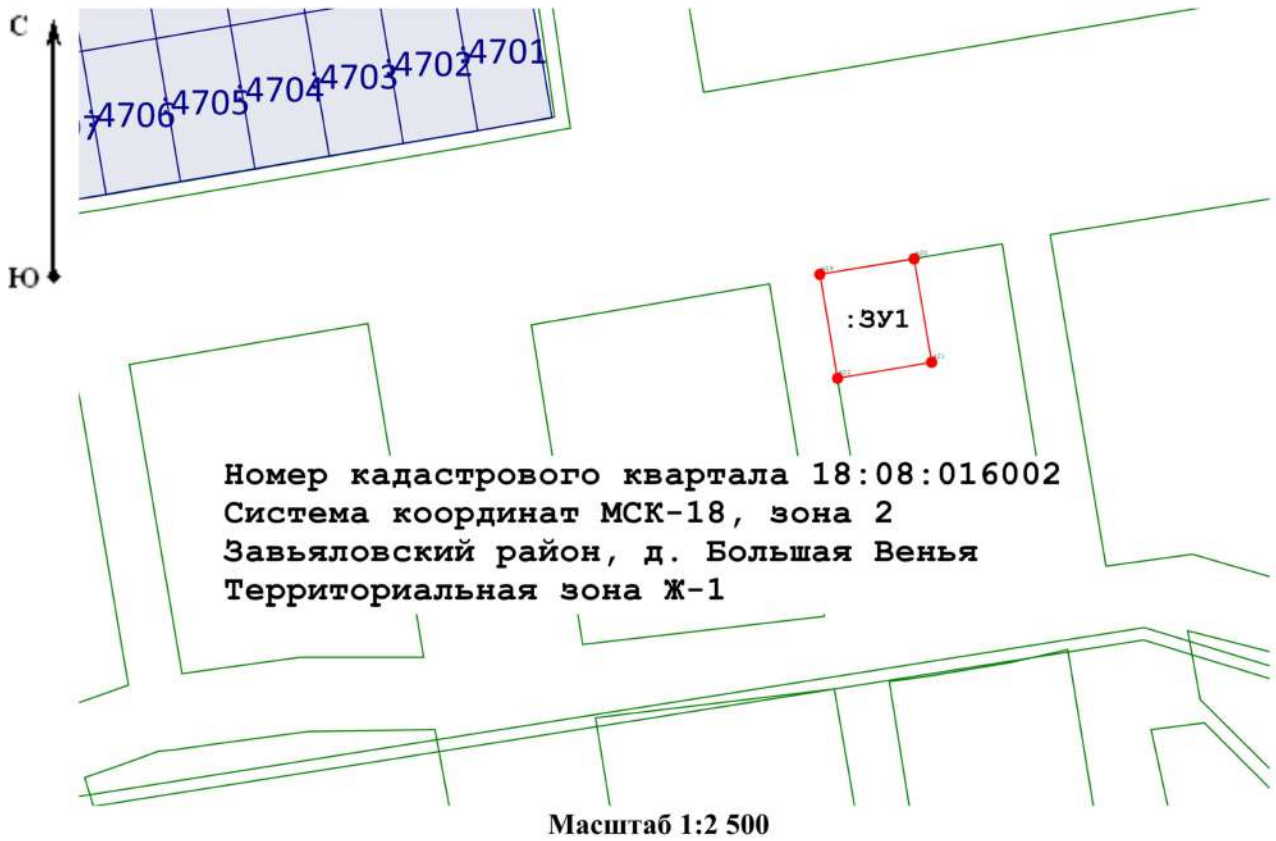 С
:4701
:4702
:4703
:4704
:4705
:4706
Ю
:ЗУ1
Номер кадастрового квартала 18:08:016002
Система координат МСК-18, зона 2
Завьяловский район, д. Большая Венья
Территориальная зона Ж-1
Масштаб 1:2 500